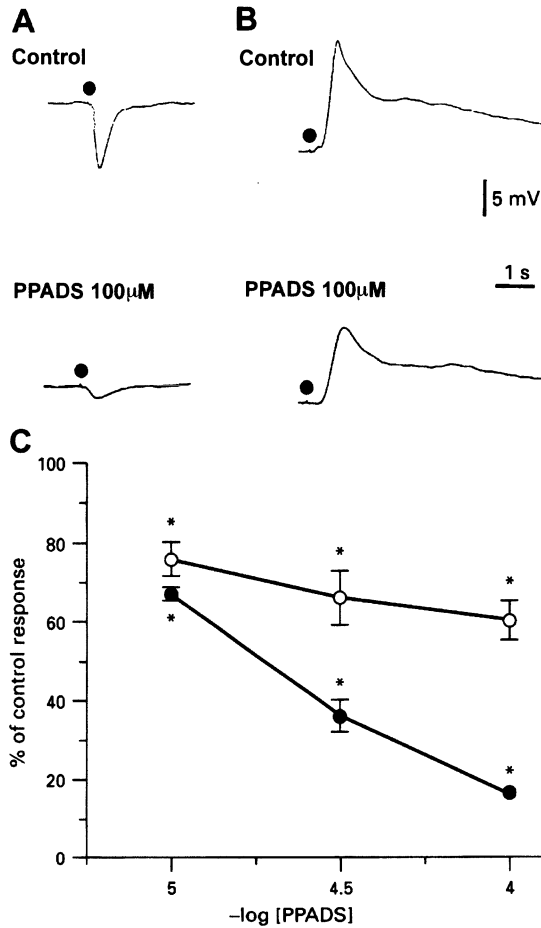 A
B
Control
Control
5 mV
1 s
PPADS 100μM
PPADS 100μM
C
100
80
60
40
20
0
% of control response
*
*
*
*
*
*
5
4.5
4
–log [PPADS]